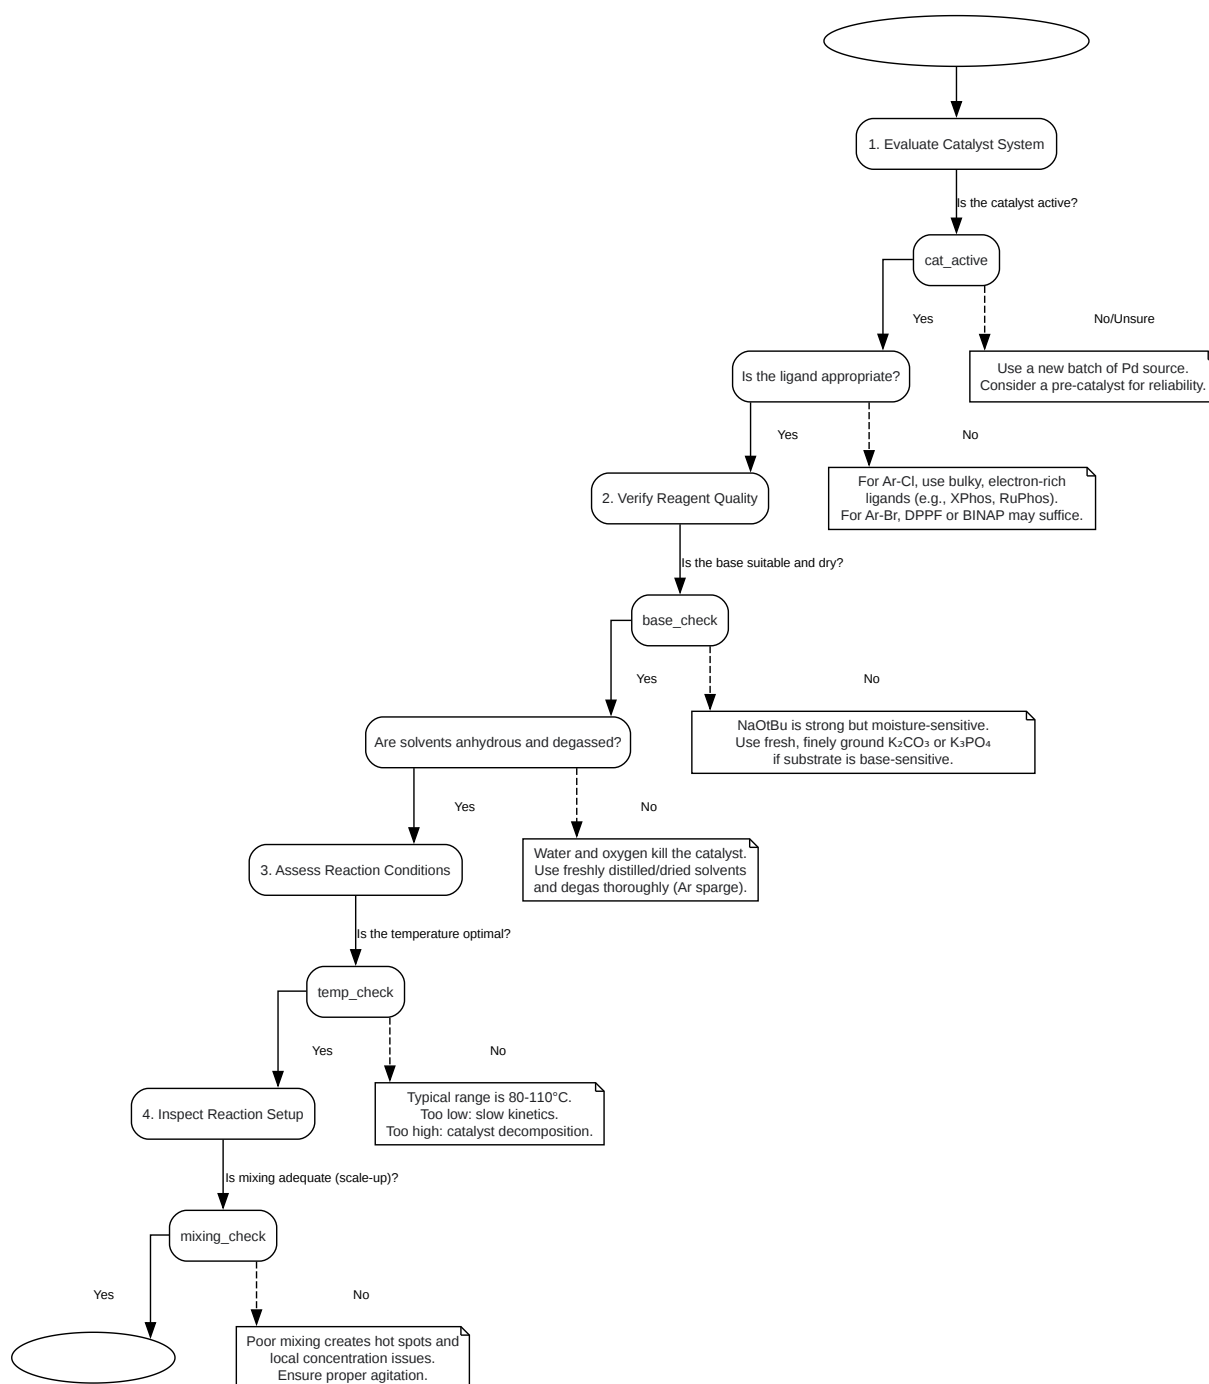 1. Evaluate Catalyst System
Is the catalyst active?
cat_active
Yes
No/Unsure
Is the ligand appropriate?
Use a new batch of Pd source.
Consider a pre-catalyst for reliability.
Yes
No
2. Verify Reagent Quality
For Ar-Cl, use bulky, electron-rich
ligands (e.g., XPhos, RuPhos).
For Ar-Br, DPPF or BINAP may suffice.
Is the base suitable and dry?
base_check
Yes
No
Are solvents anhydrous and degassed?
NaOtBu is strong but moisture-sensitive.
Use fresh, finely ground K₂CO₃ or K₃PO₄
if substrate is base-sensitive.
Yes
No
3. Assess Reaction Conditions
Water and oxygen kill the catalyst.
Use freshly distilled/dried solvents
and degas thoroughly (Ar sparge).
Is the temperature optimal?
temp_check
Yes
No
4. Inspect Reaction Setup
Typical range is 80-110°C.
Too low: slow kinetics.
Too high: catalyst decomposition.
Is mixing adequate (scale-up)?
mixing_check
Yes
No
Poor mixing creates hot spots and
local concentration issues.
Ensure proper agitation.